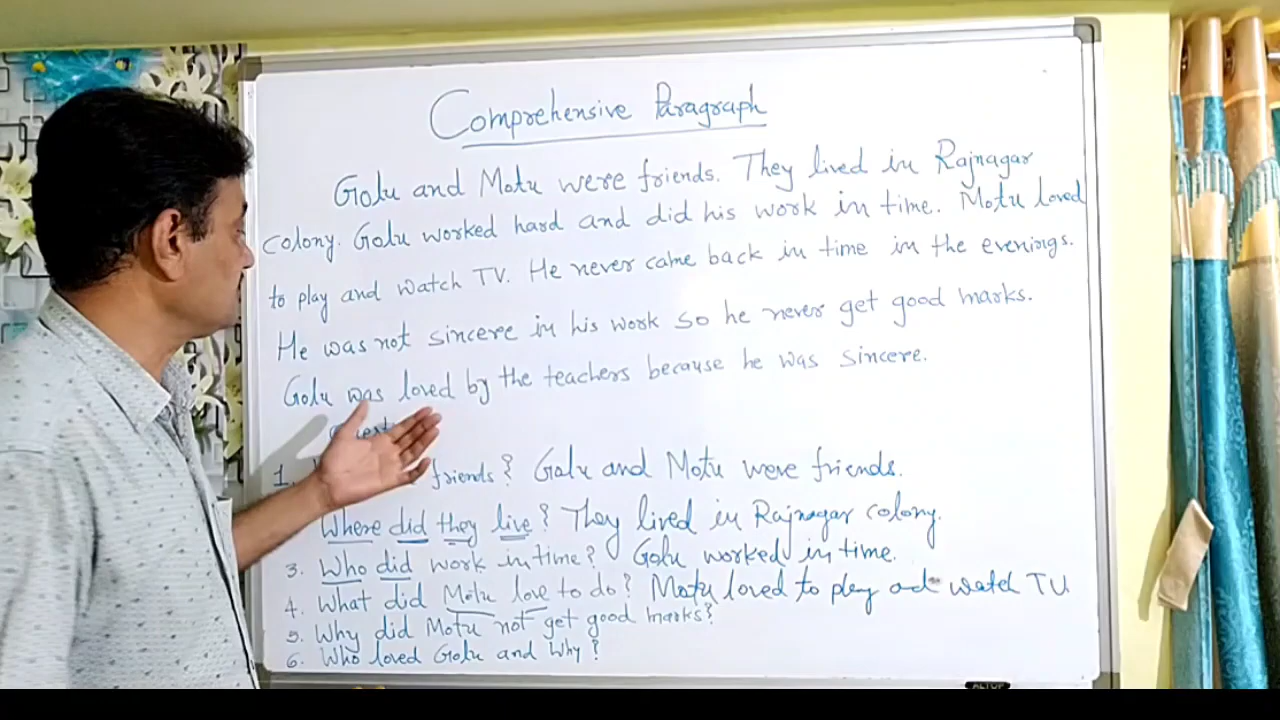 Comprehensive Paragraph
Golu and Motu were friends. They lived in Rajnagar
colony. Golu worked hard and did his work in time. Motu loved
to play and watch TV. He never came back in time in the evenings.
He was not sincere in his work so he never get good marks.
Golu was loved by the teachers because he was sincere.
1. friends? Golu and Motu were friends.
Where did they live? They lived in Rajnagar colony.
3. Who did work in time? Golu worked in time.
4. What did Motu love to do? Motu loved to play and watch TV
5. Why did Motu not get good marks?
6. Who loved Golu and Why?